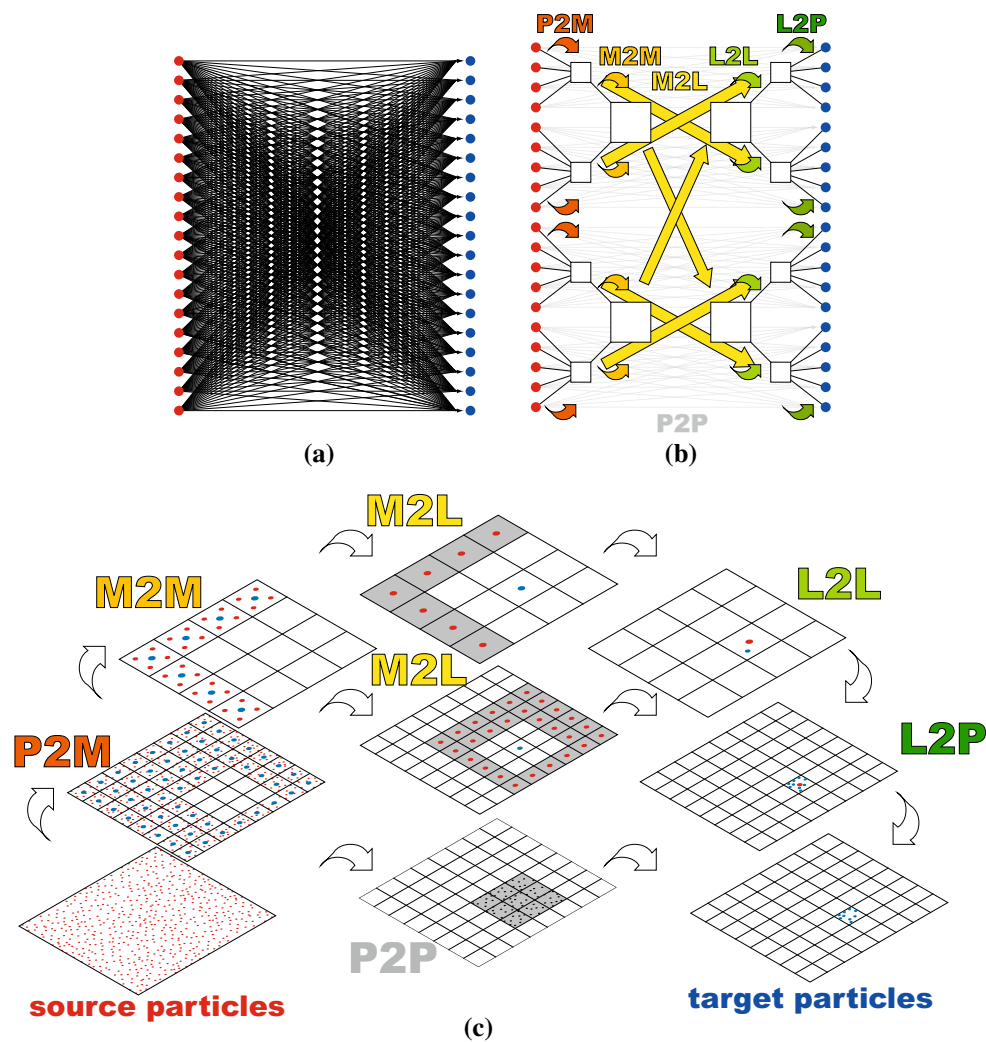 P2M
L2P
M2M
L2L
M2L
P2P
(a)
(b)
M2L
M2M
L2L
M2L
P2M
L2P
P2P
source particles
target particles
(c)